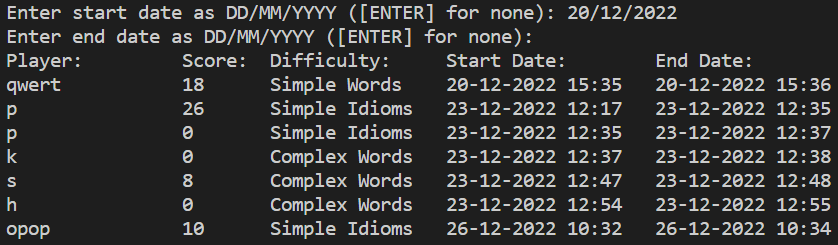 Enter start date as DD/MM/YYYY ([ENTER] for none): 20/12/2022
Enter end date as DD/MM/YYYY ([ENTER] for none):
Player: Score: Difficulty: Start Date: End Date:
qwert 18 Simple Words 20-12-2022 15:35 20-12-2022 15:36
p 26 Simple Idioms 23-12-2022 12:17 23-12-2022 12:35
p 0 Simple Idioms 23-12-2022 12:35 23-12-2022 12:37
k 0 Complex Words 23-12-2022 12:37 23-12-2022 12:38
s 8 Complex Words 23-12-2022 12:47 23-12-2022 12:48
h 0 Complex Words 23-12-2022 12:54 23-12-2022 12:55
opop 10 Simple Idioms 26-12-2022 10:32 26-12-2022 10:34